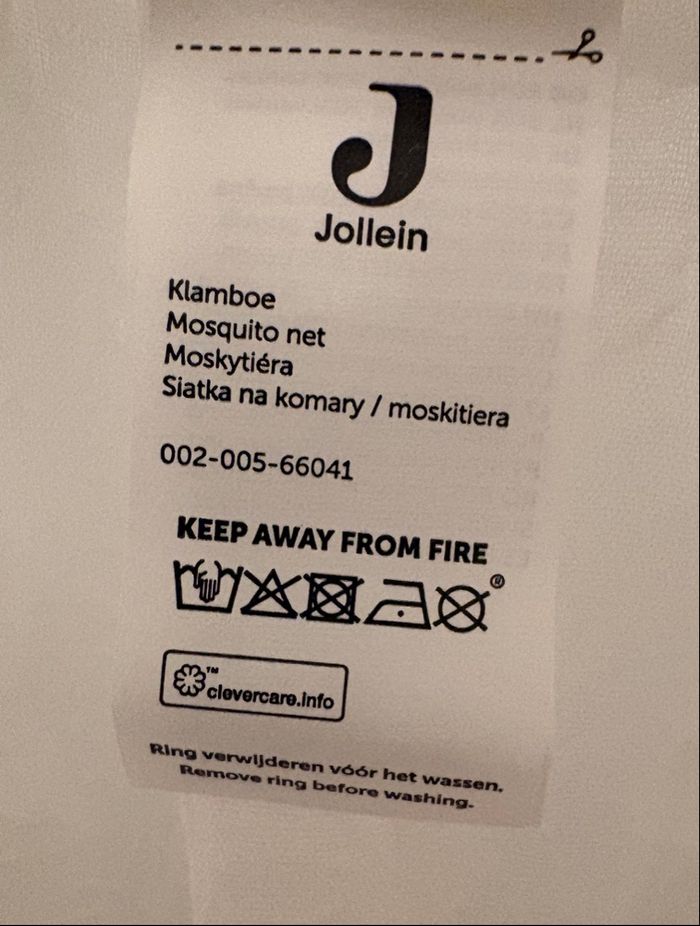 Jollein
Klamboe
Mosquito net
Moskytiéra
Siatka na komary / moskitiera
002-005-66041
KEEP AWAY FROM FIRE
®
™
clevercare.info
Ring verwijderen vóór het wassen.
Remove ring before washing.